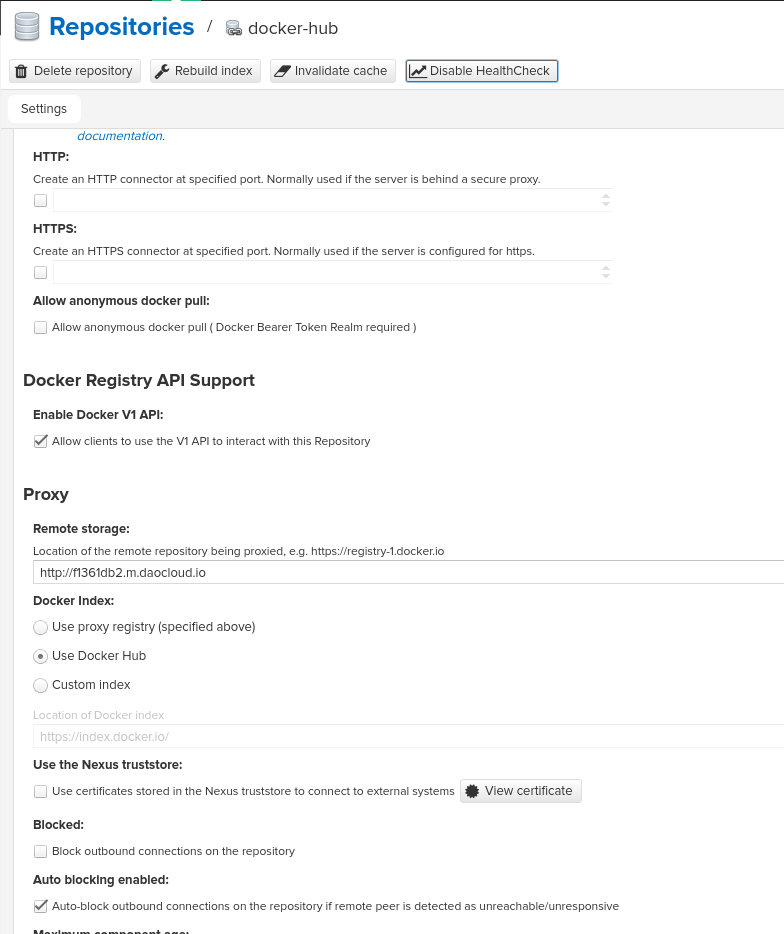 Repositories / docker-hub
Delete repository Rebuild index Invalidate cache Disable HealthCheck
Settings
documentation.
HTTP:
Create an HTTP connector at specified port. Normally used if the server is behind a secure proxy.
HTTPS:
Create an HTTPS connector at specified port. Normally used if the server is configured for https.
Allow anonymous docker pull:
Allow anonymous docker pull ( Docker Bearer Token Realm required )
Docker Registry API Support
Enable Docker V1 API:
Allow clients to use the V1 API to interact with this Repository
Proxy
Remote storage:
Location of the remote repository being proxied, e.g. https://registry-1.docker.io
http://f1361db2.m.daocloud.io
Docker Index:
Use proxy registry (specified above)
Use Docker Hub
Custom index
Location of Docker index
https://index.docker.io/
Use the Nexus truststore:
Use certificates stored in the Nexus truststore to connect to external systems View certificate
Blocked:
Block outbound connections on the repository
Auto blocking enabled:
Auto-block outbound connections on the repository if remote peer is detected as unreachable/unresponsive
Maximum component age: